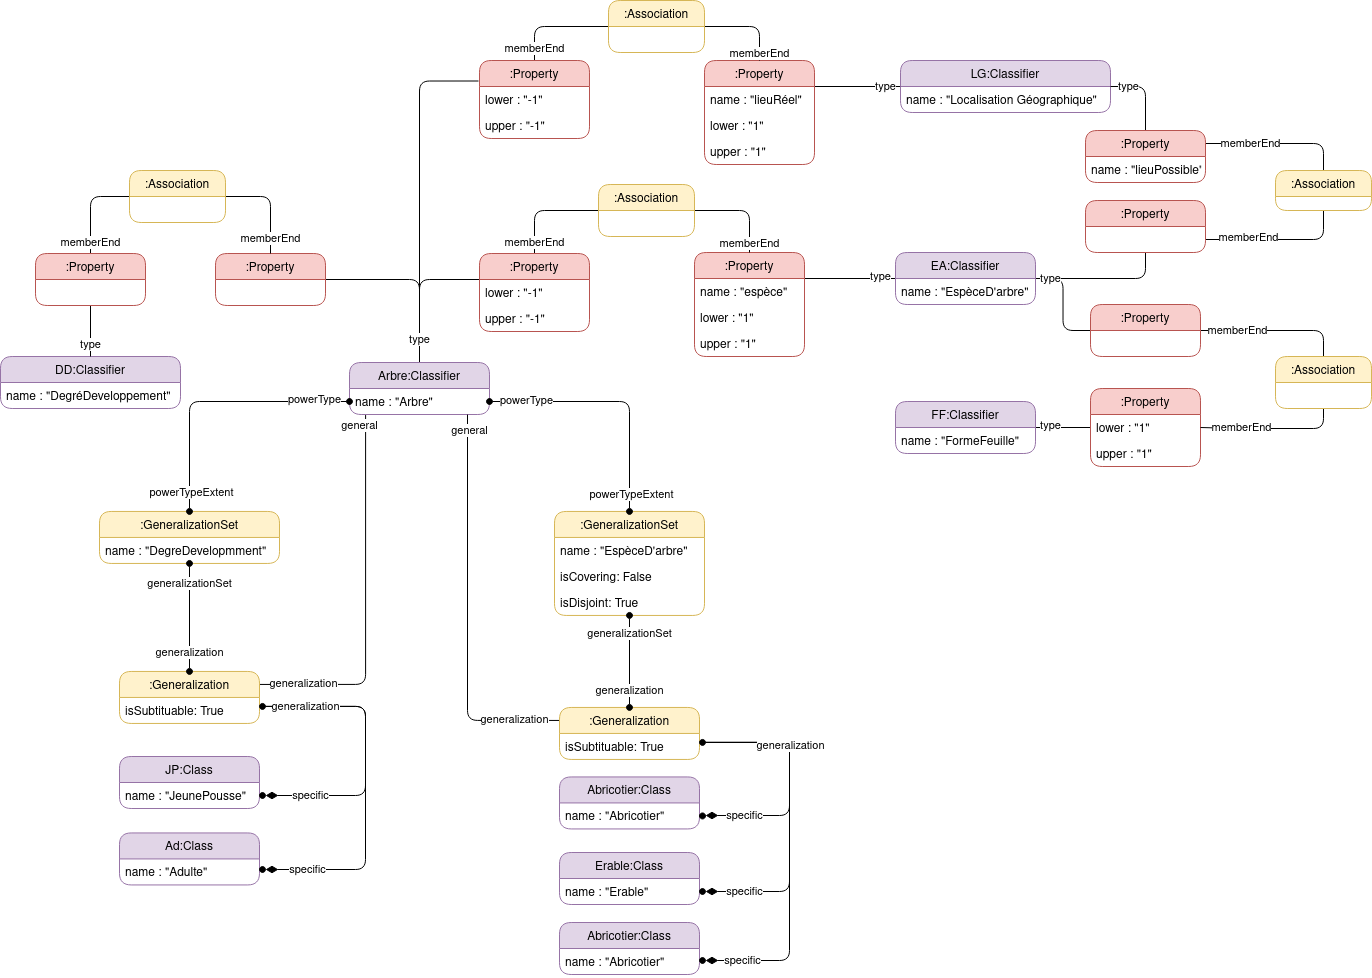 :Association
memberEnd
memberEnd
:Property
lower : "-1"
upper : "-1"
:Property
name : "lieuRéel"
lower : "1"
upper : "1"
type
LG:Classifier
name : "Localisation Géographique"
type
:Property
name : "lieuPossible'
memberEnd
:Association
:Property
memberEnd
:Association
memberEnd
memberEnd
:Property
:Property
type
DD:Classifier
name : "DegréDeveloppement"
:Association
memberEnd
memberEnd
:Property
lower : "-1"
upper : "-1"
:Property
name : "espèce"
lower : "1"
upper : "1"
type
EA:Classifier
name : "EspèceD'arbre"
type
:Property
memberEnd
:Association
FF:Classifier
name : "FormeFeuille"
type
:Property
lower : "1"
upper : "1"
memberEnd
type
Arbre:Classifier
name : "Arbre"
powerType
powerType
general
general
powerTypeExtent
:GeneralizationSet
name : "DegreDevelopmment"
generalizationSet
generalization
:Generalization
isSubtituable: True
generalization
generalization
JP:Class
name : "JeunePousse"
specific
Ad:Class
name : "Adulte"
specific
powerTypeExtent
:GeneralizationSet
name : "EspèceD'arbre"
isCovering: False
isDisjoint: True
generalizationSet
generalization
generalization
:Generalization
isSubtituable: True
generalization
Abricotier:Class
name : "Abricotier"
specific
Erable:Class
name : "Erable"
specific
Abricotier:Class
name : "Abricotier"
specific